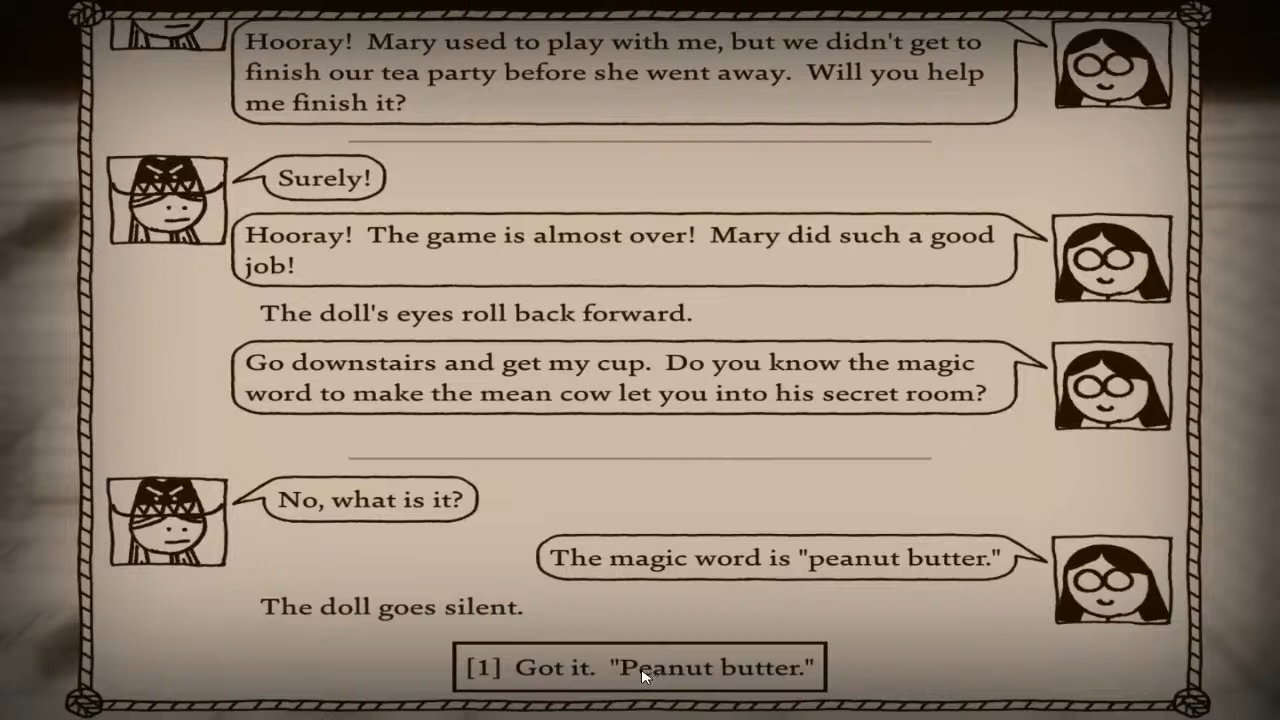 Hooray! Mary used to play with me, but we didn't get to
finish our tea party before she went away. Will you help
me finish it?
Surely!
Hooray! The game is almost over! Mary did such a good
job!
The doll's eyes roll back forward.
Go downstairs and get my cup. Do you know the magic
word to make the mean cow let you into his secret room?
No, what is it?
The magic word is "peanut butter."
The doll goes silent.
[1] Got it. "Peanut butter."